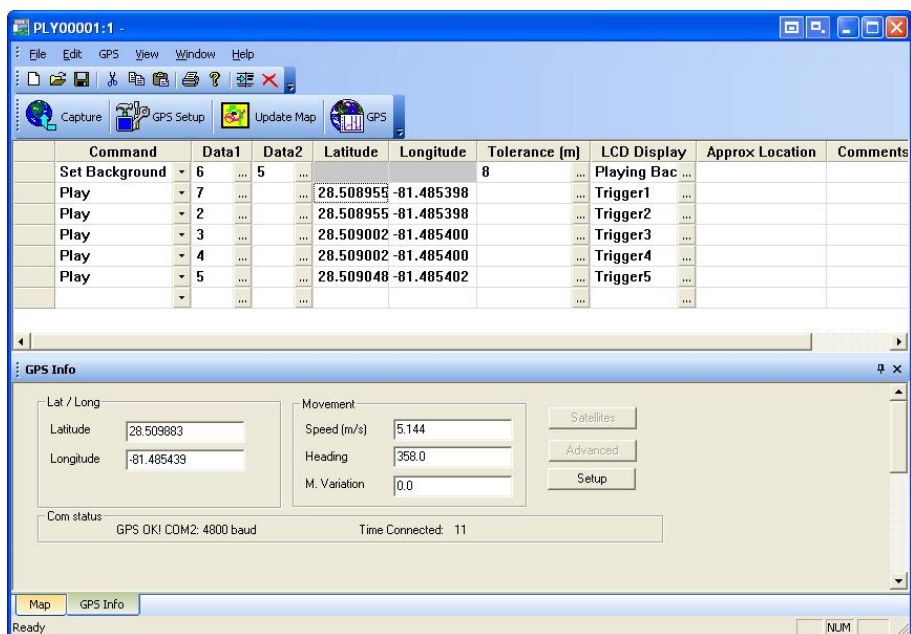 PLY00001:1 -
File Edit GPS View Window Help
Capture GPS Setup Update Map GPS
Command Data1 Data2 Latitude Longitude Tolerance (m) LCD Display Approx Location Comments
Set Background 6 ... 5 ... 8 Playing Bac ...
Play 7 ... ... 28.508955 -81.485398 ... Trigger1 ...
Play 2 ... ... 28.508955 -81.485398 ... Trigger2 ...
Play 3 ... ... 28.509002 -81.485400 ... Trigger3 ...
Play 4 ... ... 28.509002 -81.485400 ... Trigger4 ...
Play 5 ... ... 28.509048 -81.485402 ... Trigger5 ...
... ... ... ...
GPS Info
Lat / Long
Latitude 28.509883
Longitude -81.485439
Movement
Speed (m/s) 5.144
Heading 358.0
M. Variation 0.0
Satellites
Advanced
Setup
Com status
GPS OK! COM2: 4800 baud Time Connected: 11
Map GPS Info
Ready NUM